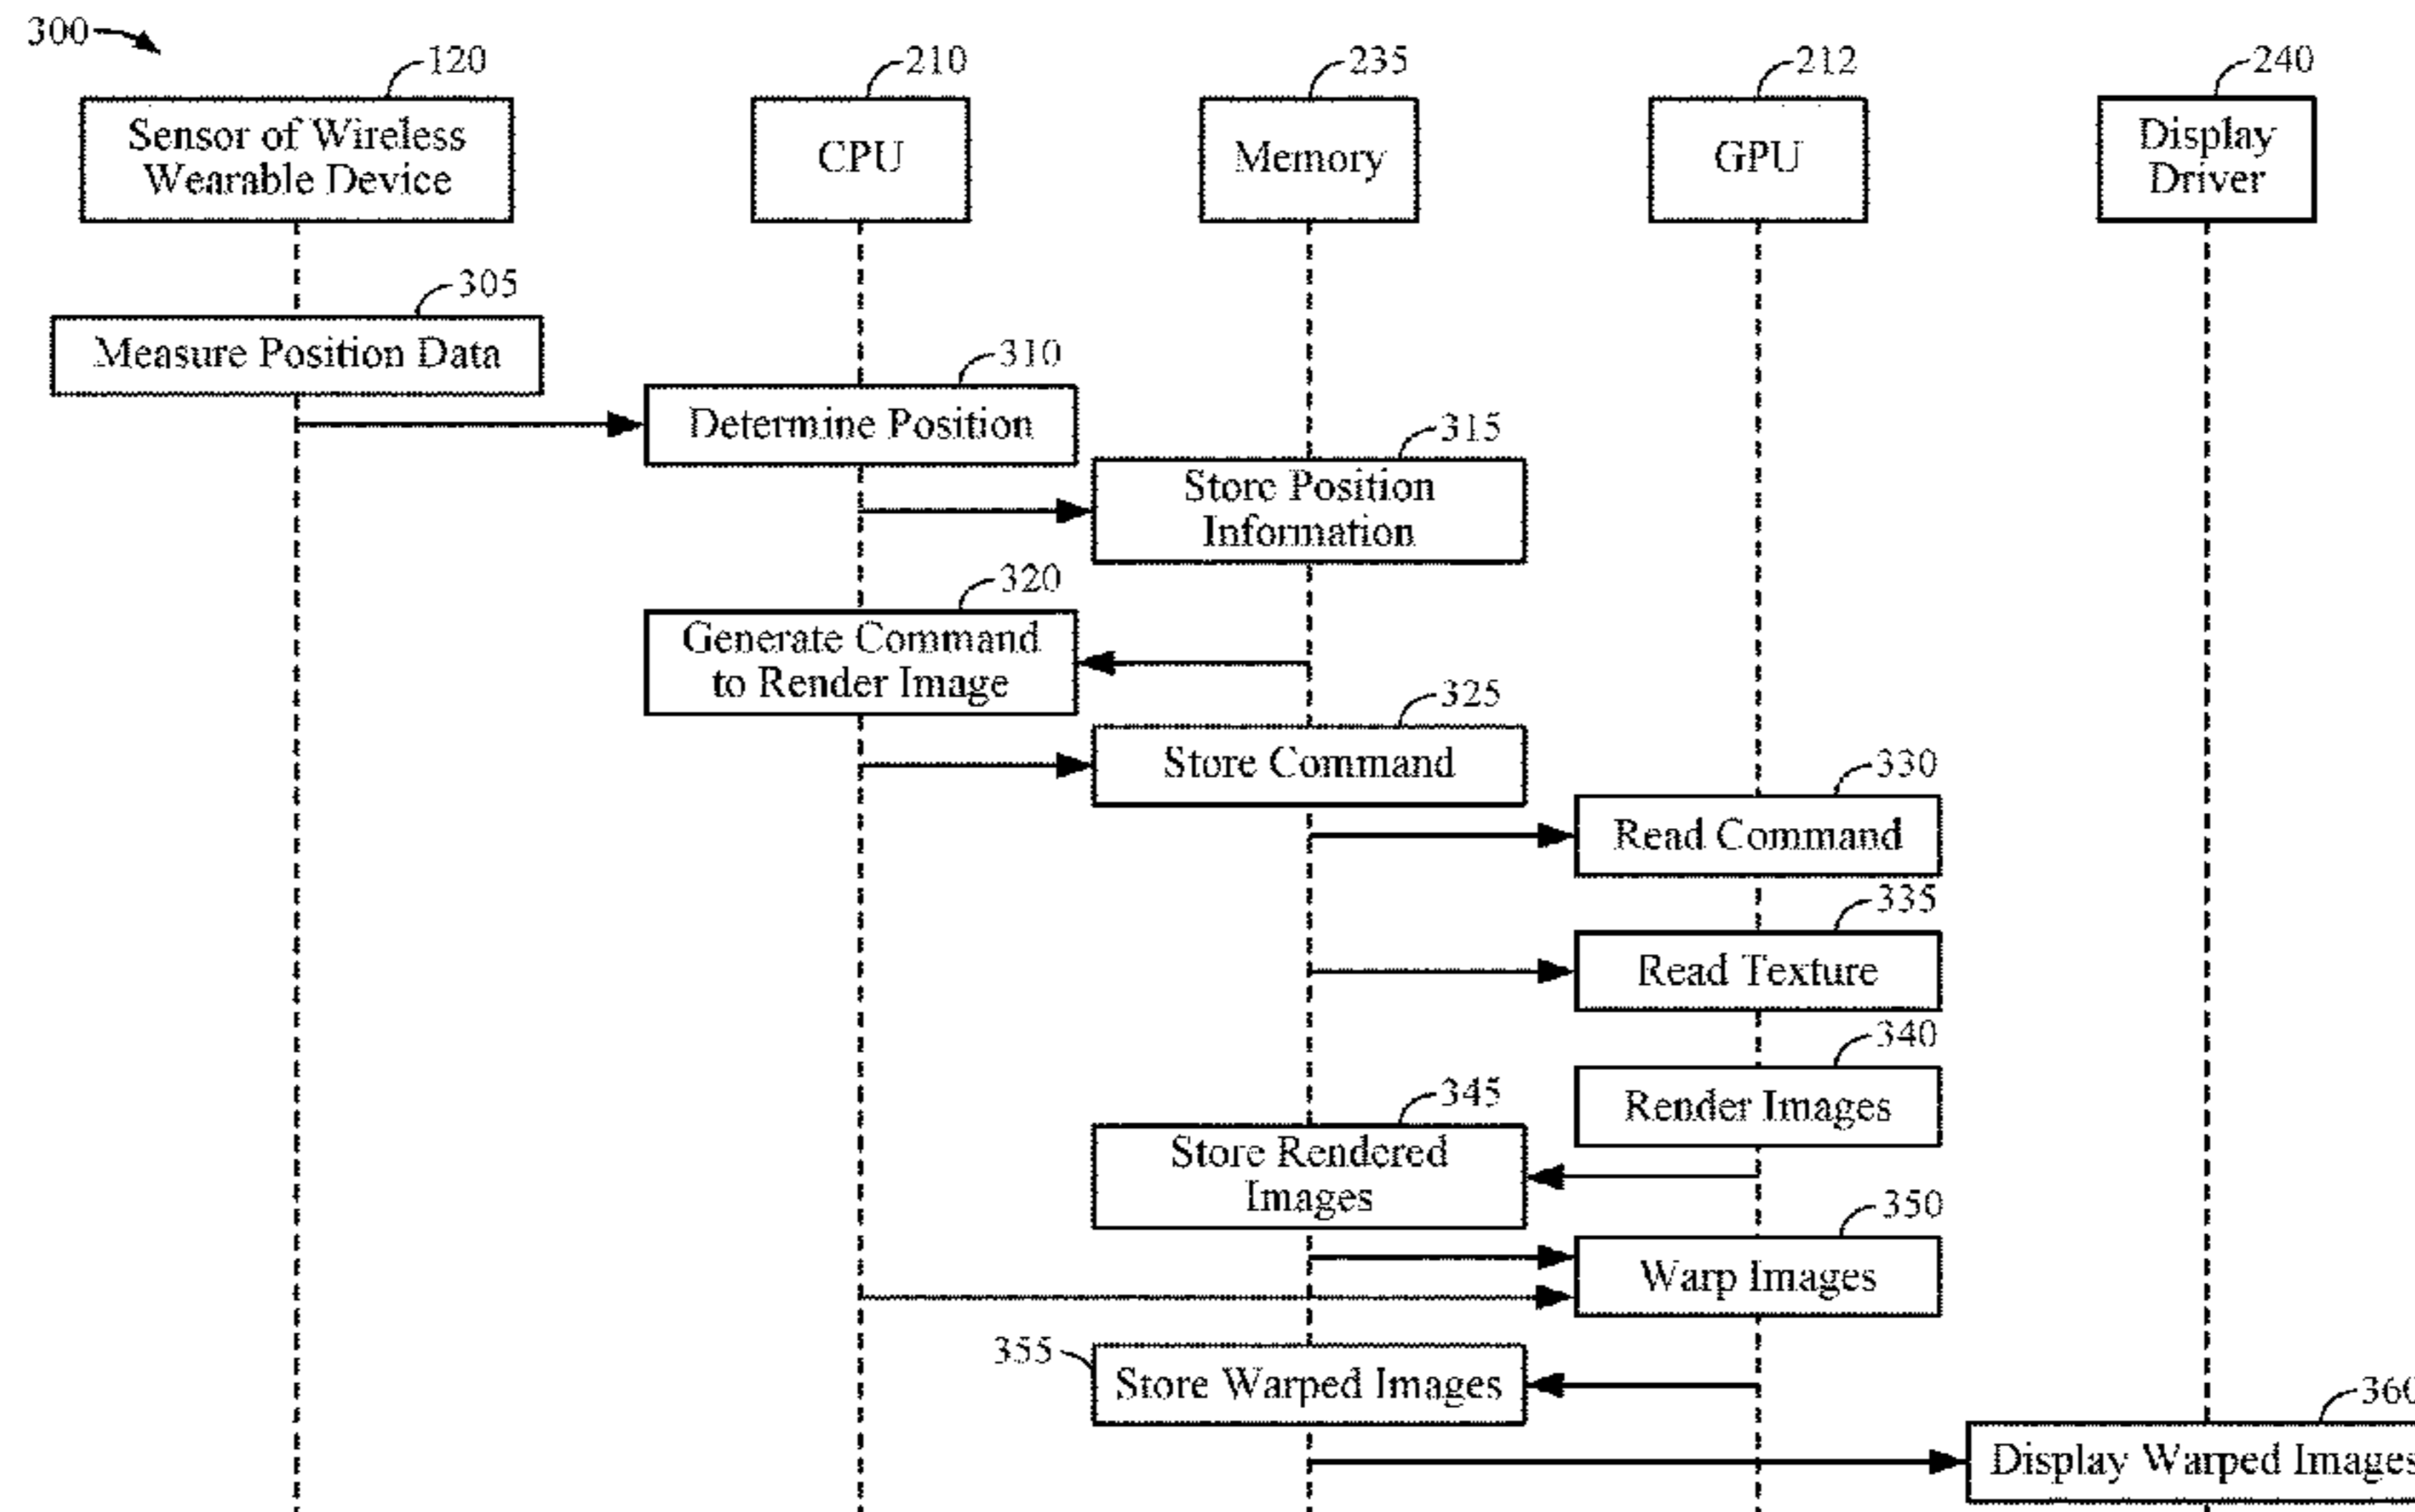 300
120
210
235
212
240
Sensor of Wireless
Wearable Device
CPU
Memory
GPU
Display
Driver
305
Measure Position Data
310
Determine Position
315
Store Position
Information
320
Generate Command
to Render Image
325
Store Command
330
Read Command
335
Read Texture
340
Render Images
345
Store Rendered
Images
350
Warp Images
355
Store Warped Images
360
Display Warped Images